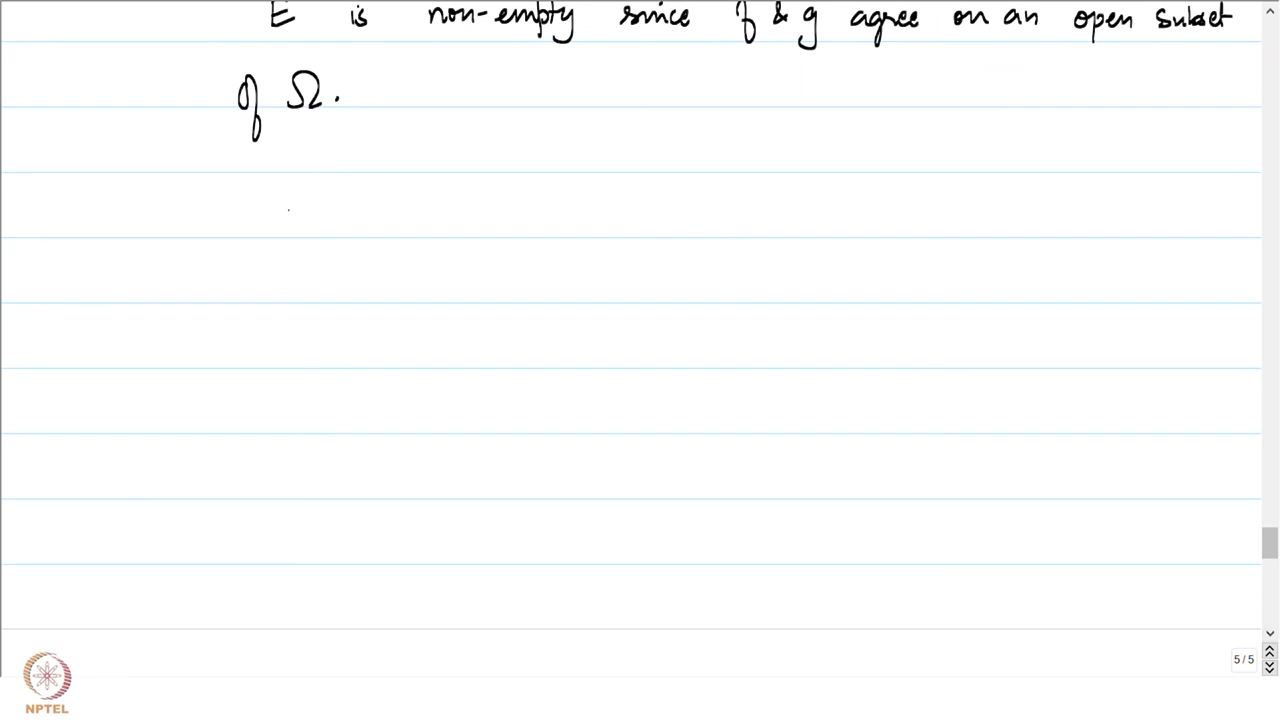 E is non-empty since f & g agree on an open subset
of Ω.
5 / 5
NPTEL